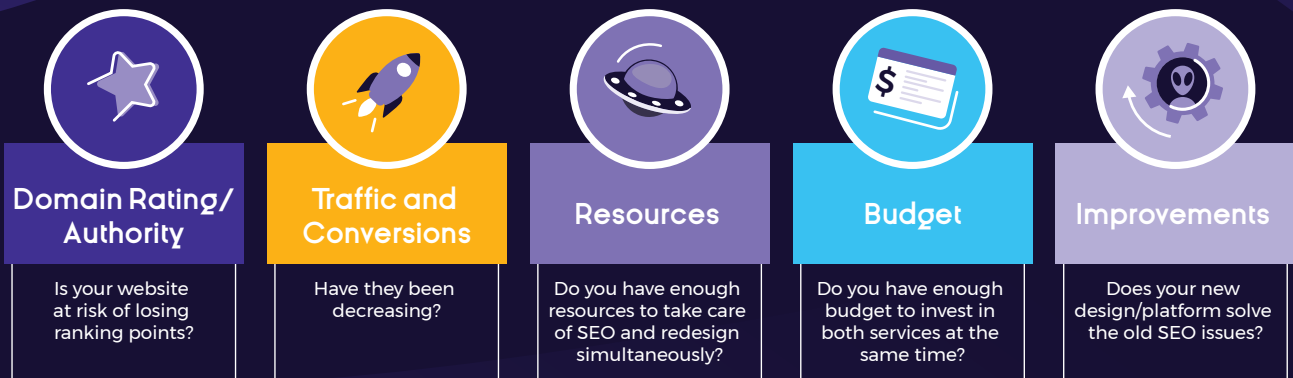 Domain Rating/
Authority
Is your website
at risk of losing
ranking points?
Traffic and
Conversions
Have they been
decreasing?
Resources
Do you have enough
resources to take care
of SEO and redesign
simultaneously?
$
Budget
Do you have enough
budget to invest in
both services at the
same time?
Improvements
Does your new
design/platform solve
the old SEO issues?